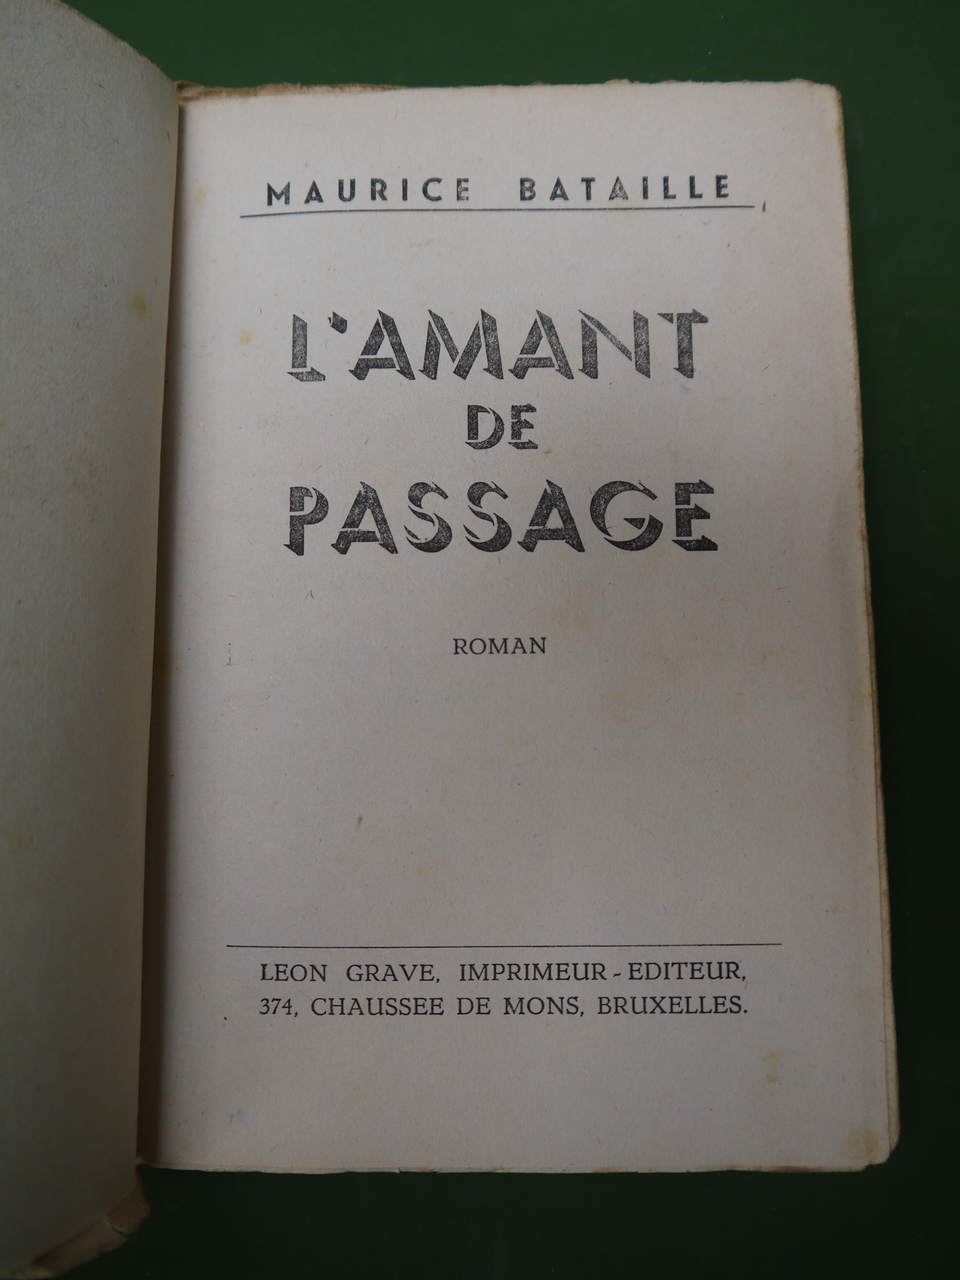 MAURICE BATAILLE
L'AMANT
DE
PASSAGE
ROMAN
LEON GRAVE, IMPRIMEUR-EDITEUR,
374, CHAUSSEE DE MONS, BRUXELLES.